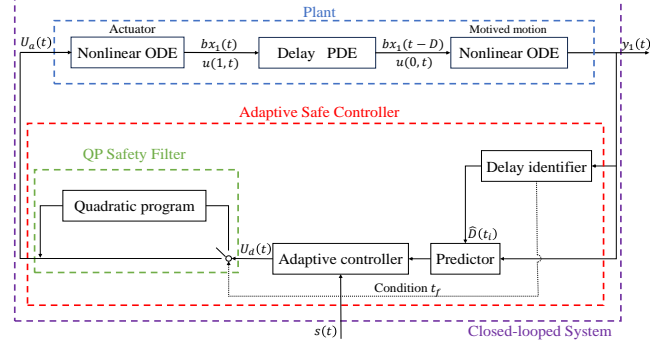 Plant
Actuator
Motived motion
U_a(t)
Nonlinear ODE
bx_1(t)
u(1,t)
Delay PDE
bx_1(t − D)
u(0,t)
Nonlinear ODE
y_1(t)
Adaptive Safe Controller
QP Safety Filter
Delay identifier
Quadratic program
D̂(t_i)
U_d(t)
Adaptive controller
Predictor
Condition t_f
s(t)
Closed-looped System